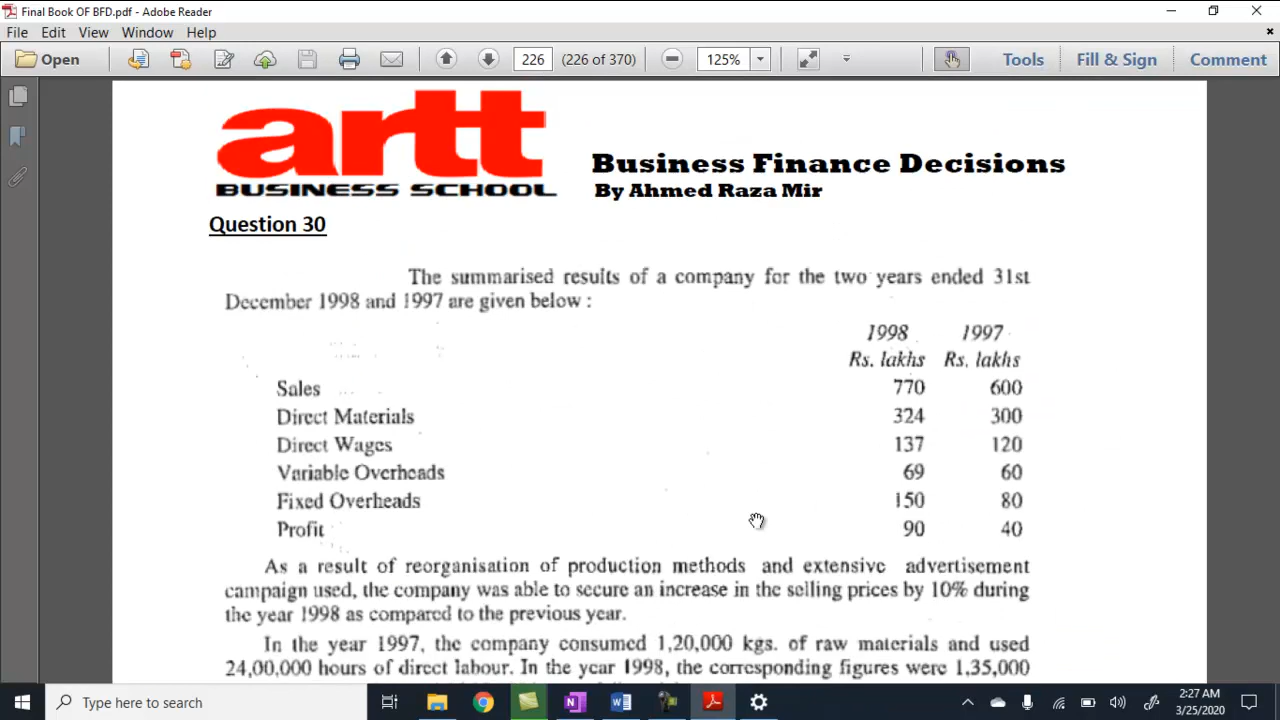 Final Book OF BFD.pdf - Adobe Reader
File Edit View Window Help
Open 226 (226 of 370) 125% Tools Fill & Sign Comment
artt
BUSINESS SCHOOL
Business Finance Decisions
By Ahmed Raza Mir
Question 30
The summarised results of a company for the two years ended 31st
December 1998 and 1997 are given below :
1998 1997
Rs. lakhs Rs. lakhs
Sales 770 600
Direct Materials 324 300
Direct Wages 137 120
Variable Overheads 69 60
Fixed Overheads 150 80
Profit 90 40
As a result of reorganisation of production methods and extensive advertisement
campaign used, the company was able to secure an increase in the selling prices by 10% during
the year 1998 as compared to the previous year.
In the year 1997, the company consumed 1,20,000 kgs. of raw materials and used
24,00,000 hours of direct labour. In the year 1998, the corresponding figures were 1,35,000
Type here to search
2:27 AM
3/25/2020